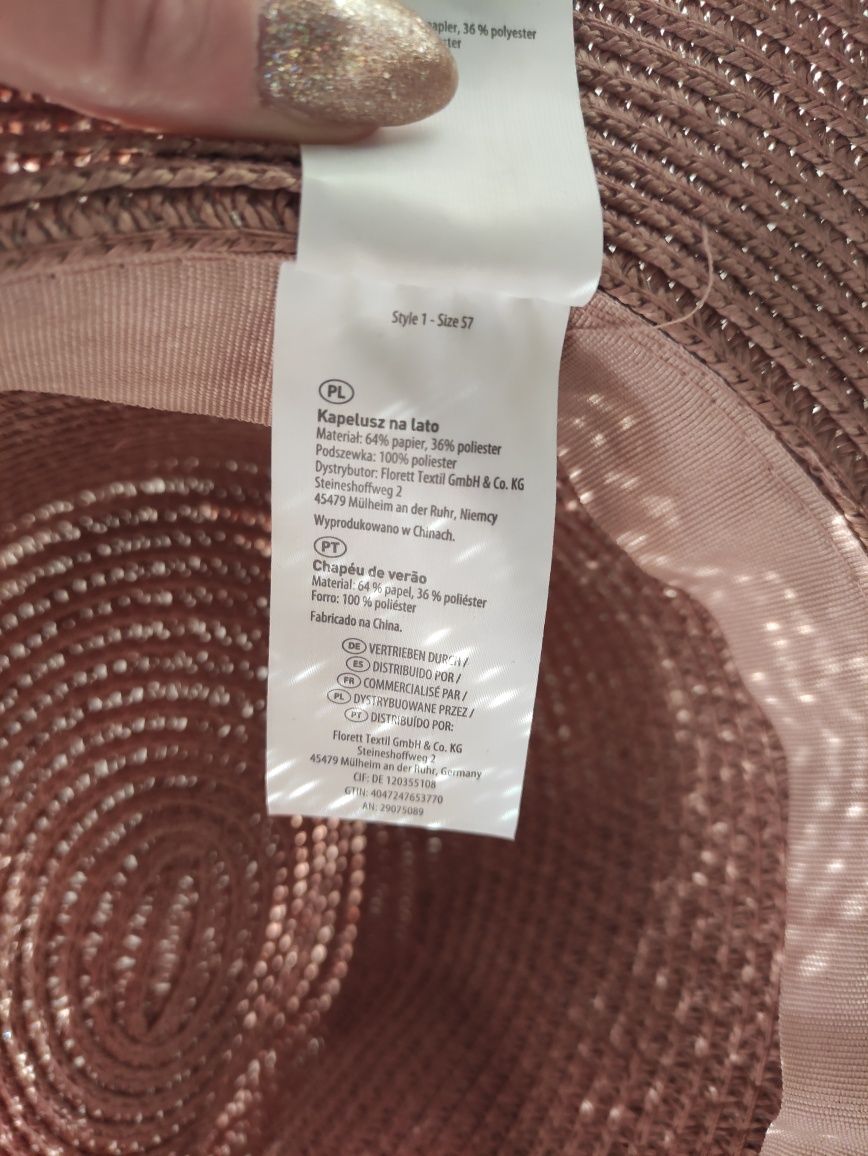 36 % polyester
Style 1 - Size 57
PL
Kapelusz na lato
Materiał: 64% papier, 36% poliester
Podszewka: 100% poliester
Dystrybutor: Florett Textil GmbH & Co. KG
Steineshoffweg 2
45479 Mülheim an der Ruhr, Niemcy
Wyprodukowano w Chinach.
PT
Chapéu de verão
Material: 64 % papel, 36 % poliéster
Forro: 100 % poliéster
Fabricado na China.
DE VERTRIEBEN DURCH /
ES DISTRIBUIDO POR /
FR COMMERCIALISÉ PAR /
PL DYSTRYBUOWANE PRZEZ /
PT DISTRIBUÍDO POR:
Florett Textil GmbH & Co. KG
Steineshoffweg 2
45479 Mülheim an der Ruhr, Germany
CIF: DE 120355108
GTIN: 4047247653770
AN: 29075089